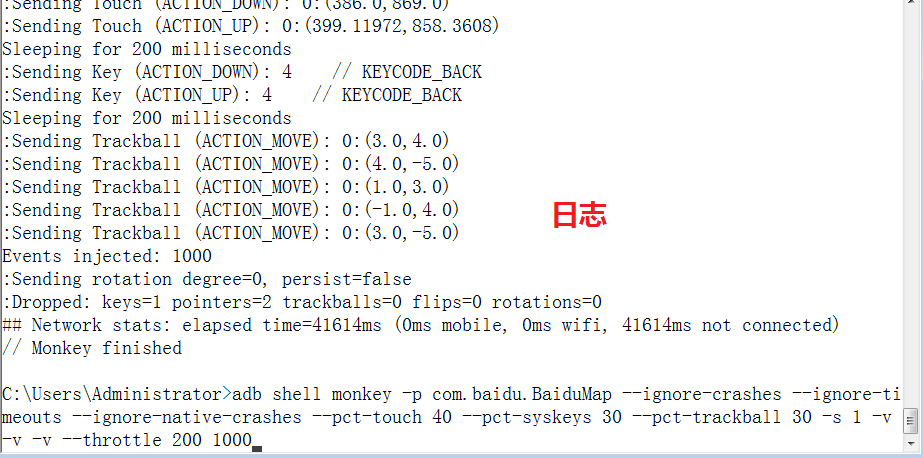 :Sending Touch (ACTION_DOWN): 0:(386.0,869.0)
:Sending Touch (ACTION_UP): 0:(399.11972,858.3608)
Sleeping for 200 milliseconds
:Sending Key (ACTION_DOWN): 4    // KEYCODE_BACK
:Sending Key (ACTION_UP): 4    // KEYCODE_BACK
Sleeping for 200 milliseconds
:Sending Trackball (ACTION_MOVE): 0:(3.0,4.0)
:Sending Trackball (ACTION_MOVE): 0:(4.0,-5.0)
:Sending Trackball (ACTION_MOVE): 0:(1.0,3.0)
:Sending Trackball (ACTION_MOVE): 0:(-1.0,4.0)
日志
:Sending Trackball (ACTION_MOVE): 0:(3.0,-5.0)
Events injected: 1000
:Sending rotation degree=0, persist=false
:Dropped: keys=1 pointers=2 trackballs=0 flips=0 rotations=0
## Network stats: elapsed time=41614ms (0ms mobile, 0ms wifi, 41614ms not connected)
// Monkey finished
C:\Users\Administrator>adb shell monkey -p com.baidu.BaiduMap --ignore-crashes --ignore-ti
meouts --ignore-native-crashes --pct-touch 40 --pct-syskeys 30 --pct-trackball 30 -s 1 -v
-v -v --throttle 200 1000